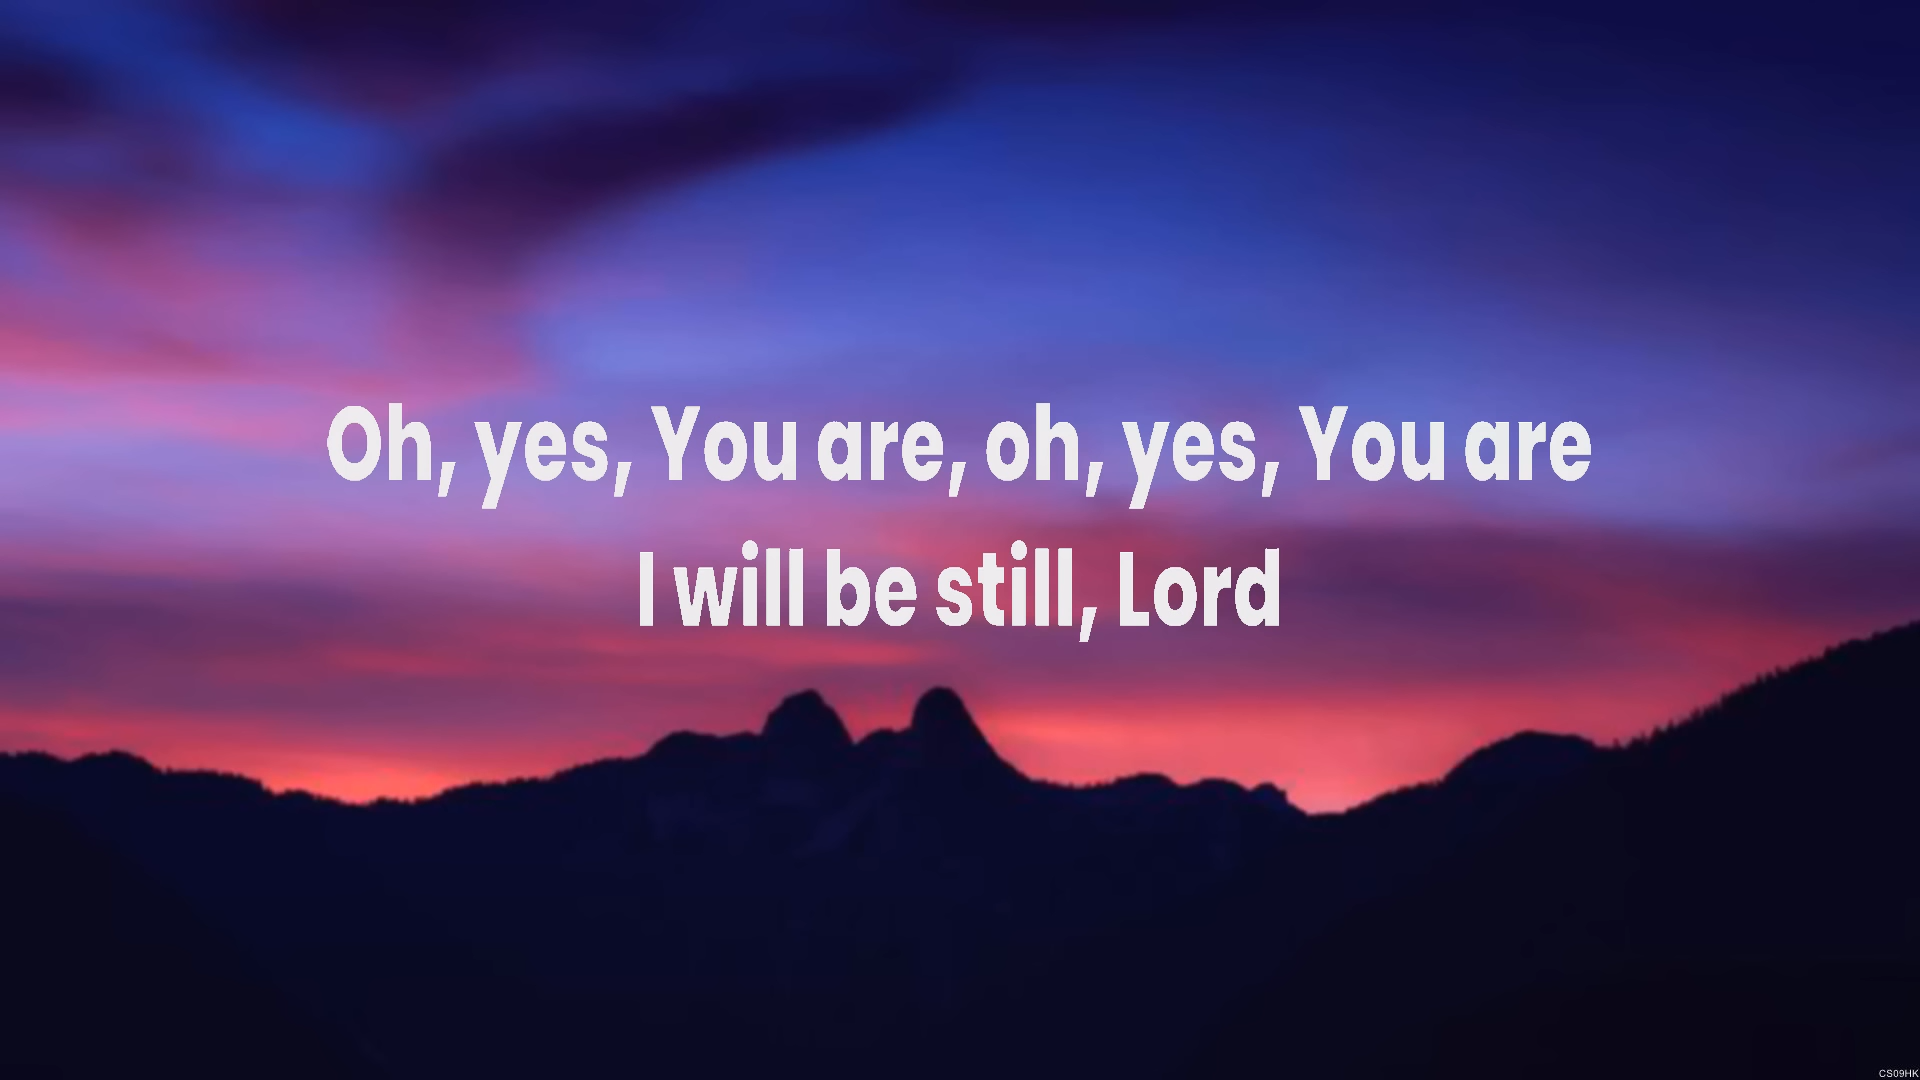 Oh, yes, You are, oh, yes, You are
I will be still, Lord
CS09HK